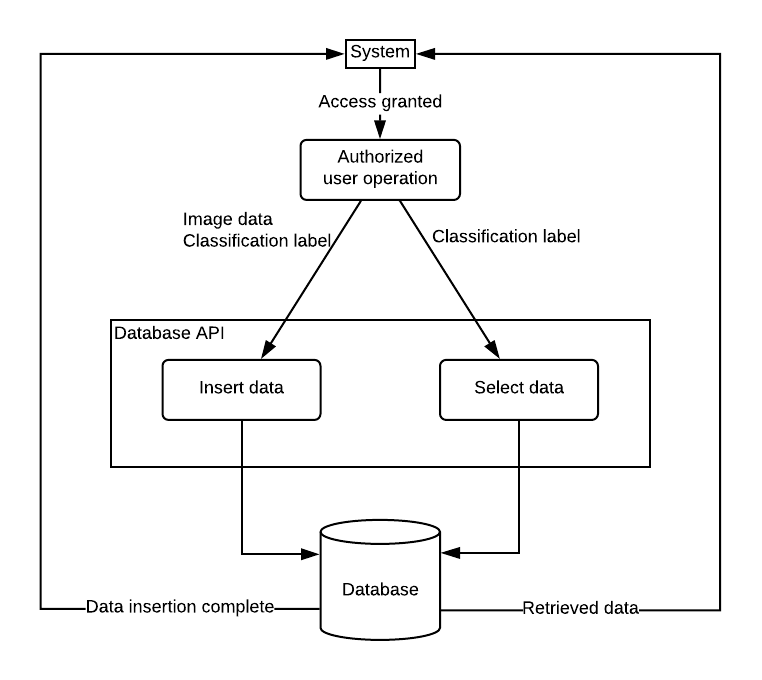 System
Access granted
Authorized
user operation
Image data
Classification label
Classification label
Database API
Insert data
Select data
Database
Data insertion complete
Retrieved data